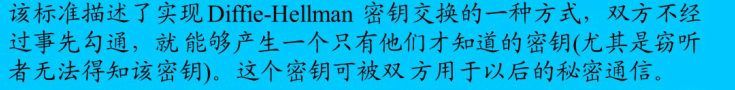 该标准描述了实现Diffie-Hellman 密钥交换的一种方式，双方不经
过事先勾通，就能够产生一个只有他们才知道的密钥(尤其是窃听
者无法得知该密钥)。这个密钥可被双方用于以后的秘密通信。